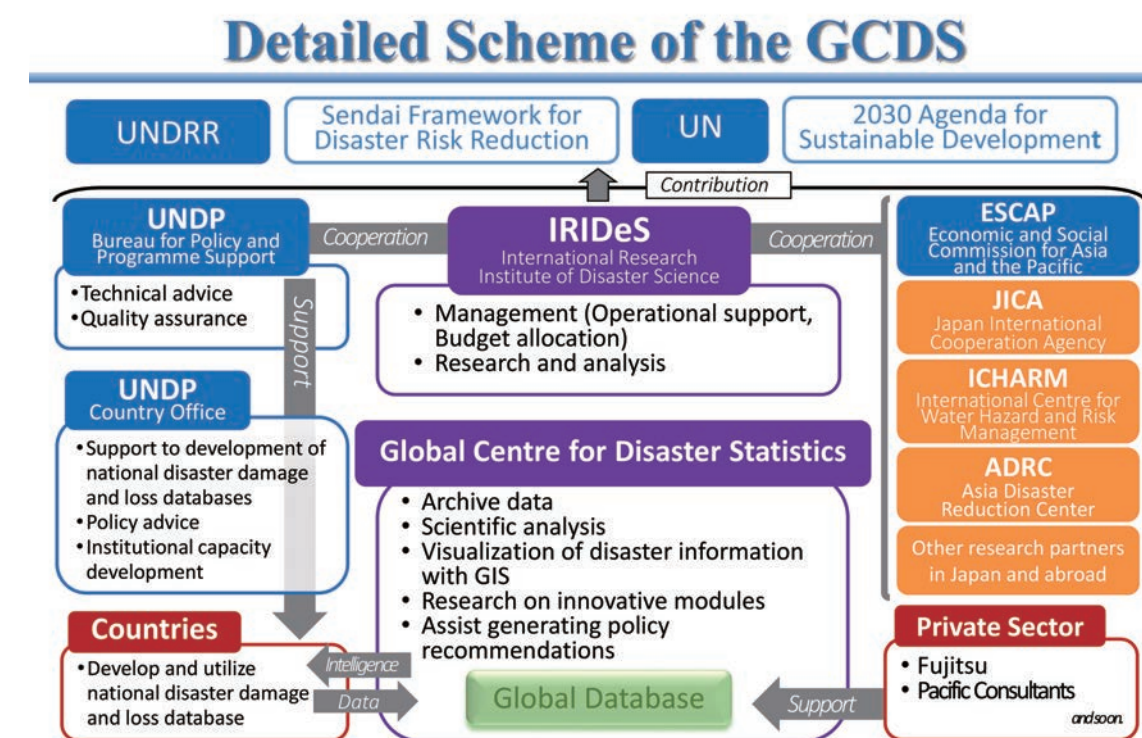 Detailed Scheme of the GCDS
UNDRR
Sendai Framework for
Disaster Risk Reduction
UN
2030 Agenda for
Sustainable Development
Contribution
UNDP
Bureau for Policy and
Programme Support
•Technical advice
•Quality assurance
Cooperation
Support
IRIDeS
International Research
Institute of Disaster Science
• Management (Operational support,
Budget allocation)
• Research and analysis
Cooperation
ESCAP
Economic and Social
Commission for Asia
and the Pacific
JICA
Japan International
Cooperation Agency
ICHARM
International Centre for
Water Hazard and Risk
Management
ADRC
Asia Disaster
Reduction Center
Other research partners
in Japan and abroad
UNDP
Country Office
•Support to development of
national disaster damage
and loss databases
•Policy advice
•Institutional capacity
development
Global Centre for Disaster Statistics
• Archive data
• Scientific analysis
• Visualization of disaster information
with GIS
• Research on innovative modules
• Assist generating policy
recommendations
Global Database
Countries
•Develop and utilize
national disaster damage
and loss database
Intelligence
Data
Support
Private Sector
• Fujitsu
• Pacific Consultants
and soon.